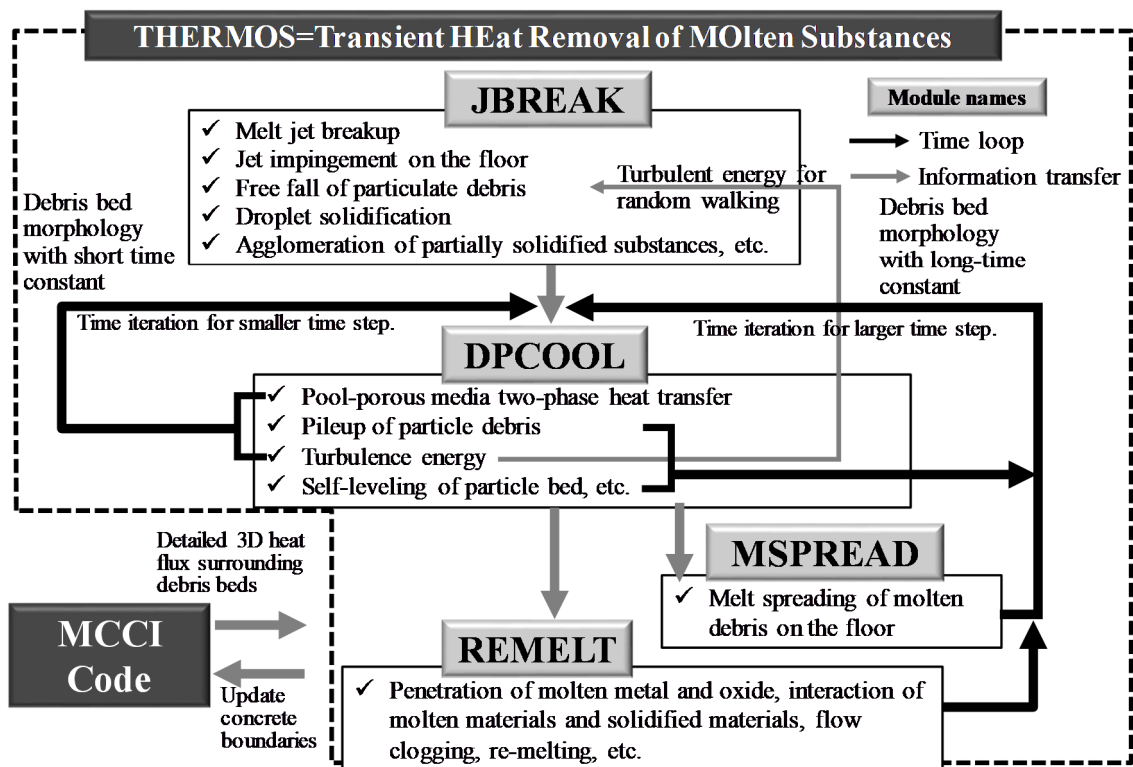 THERMOS=Transient HEat Removal of MOlten Substances
JBREAK
✓ Melt jet breakup
✓ Jet impingement on the floor
✓ Free fall of particulate debris
✓ Droplet solidification
✓ Agglomeration of partially solidified substances, etc.
Turbulent energy for
random walking
Module names
Time loop
Information transfer
Debris bed
morphology
with short time
constant
Debris bed
morphology
with long-time
constant
Time iteration for smaller time step.
Time iteration for larger time step.
DPCOOL
✓ Pool-porous media two-phase heat transfer
✓ Pileup of particle debris
✓ Turbulence energy
✓ Self-leveling of particle bed, etc.
Detailed 3D heat
flux surrounding
debris beds
MSPREAD
✓ Melt spreading of molten
debris on the floor
MCCI
Code
Update
concrete
boundaries
REMELT
✓ Penetration of molten metal and oxide, interaction of
molten materials and solidified materials, flow
clogging, re-melting, etc.